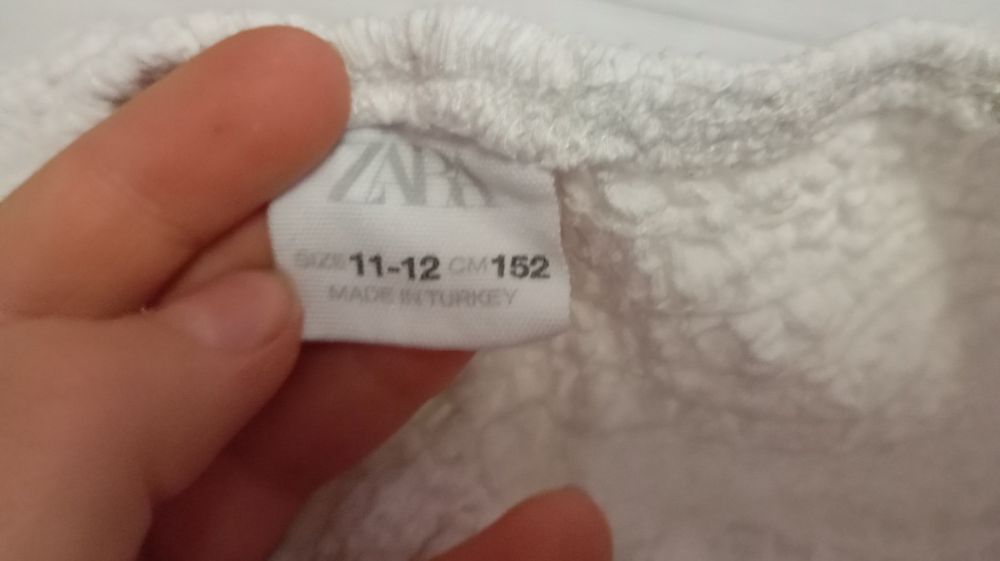 ZARA
SIZE 11-12 CM 152
MADE IN TURKEY